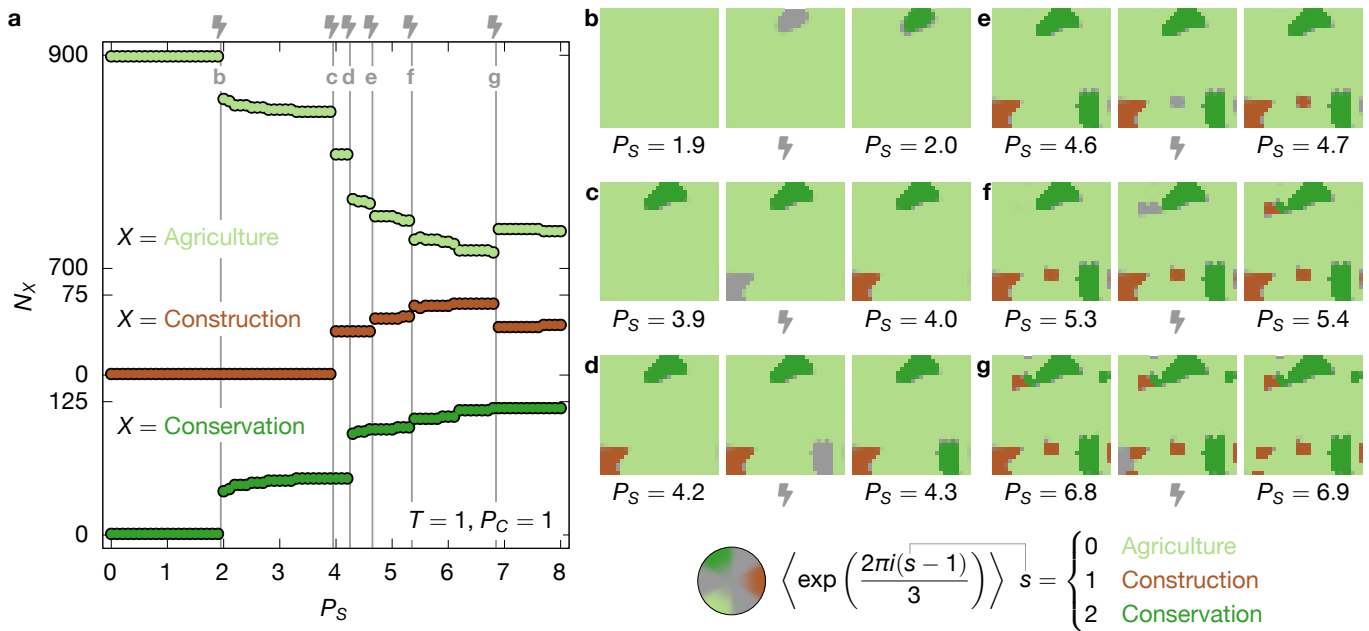 a
b c d e f g
900
700
75
0
125
0
N_X
X = Agriculture
X = Construction
X = Conservation
T = 1, P_C = 1
0 1 2 3 4 5 6 7 8
P_S
b
P_S = 1.9
P_S = 2.0
c
P_S = 3.9
P_S = 4.0
d
P_S = 4.2
P_S = 4.3
e
P_S = 4.6
P_S = 4.7
f
P_S = 5.3
P_S = 5.4
g
P_S = 6.8
P_S = 6.9
⟨exp(2πi(s − 1)/3)⟩ s = {
0 Agriculture
1 Construction
2 Conservation